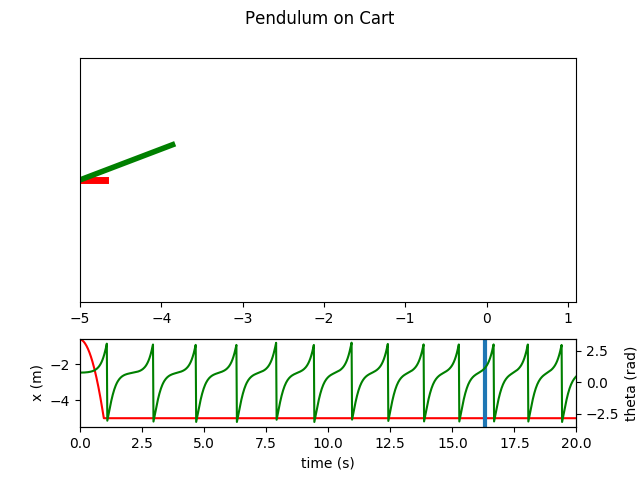 Pendulum on Cart
−5 −4 −3 −2 −1 0 1
−2 2.5
x (m) −4 0.0 theta (rad)
−2.5
0.0 2.5 5.0 7.5 10.0 12.5 15.0 17.5 20.0
time (s)